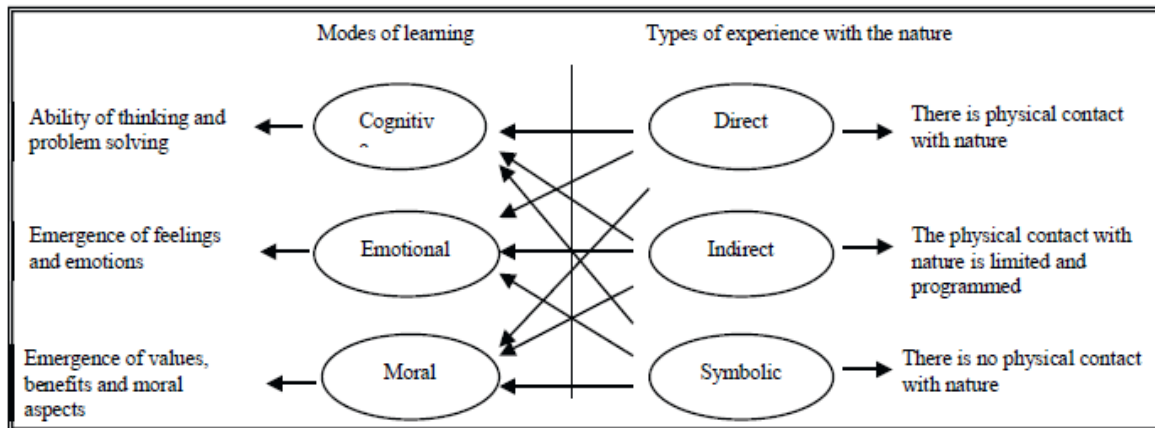 Modes of learning
Types of experience with the nature
Ability of thinking and
problem solving
Cognitiv
Direct
There is physical contact
with nature
Emergence of feelings
and emotions
Emotional
Indirect
The physical contact with
nature is limited and
programmed
Emergence of values,
benefits and moral
aspects
Moral
Symbolic
There is no physical contact
with nature